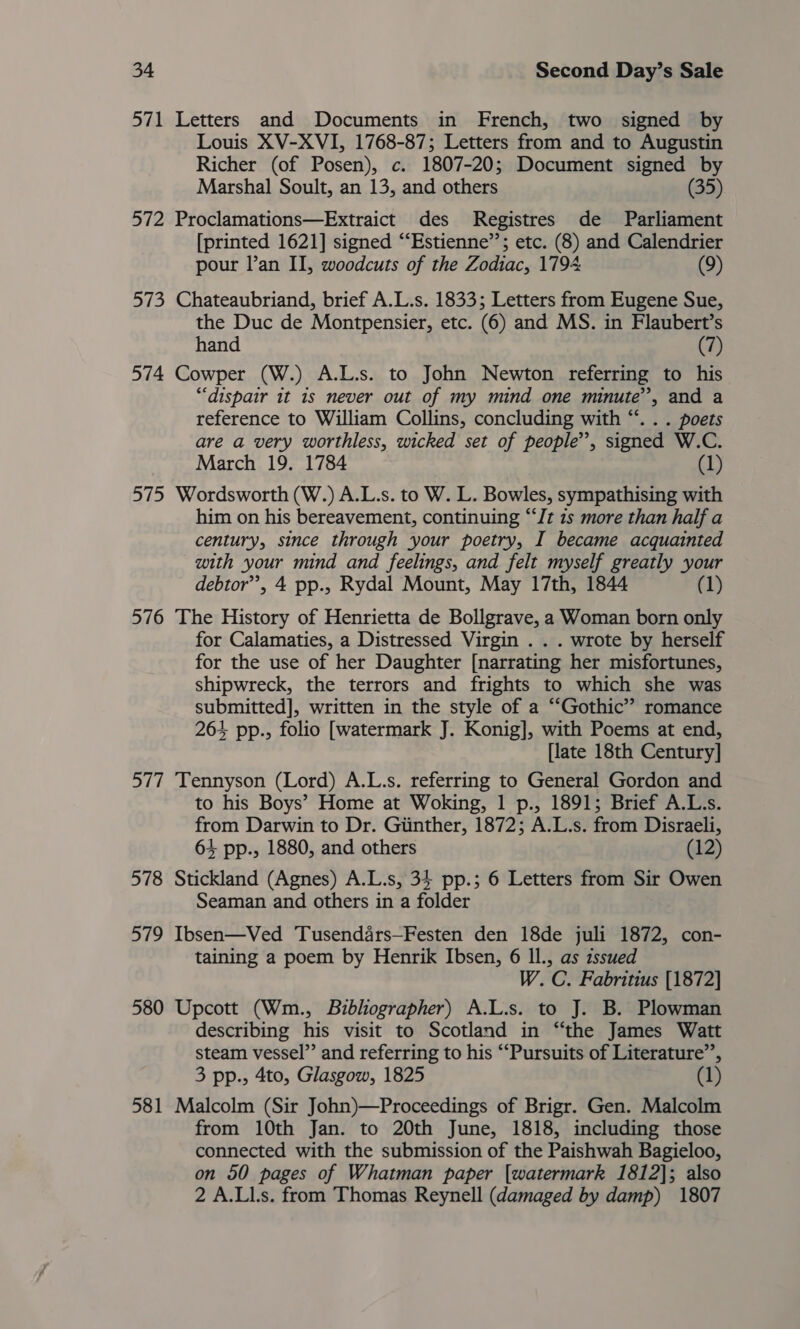 34 Second Day’s Sale
571 Letters and Documents in French, two signed by
Louis XV-XVI, 1768-87; Letters from and to Augustin
Richer (of Posen), c. 1807-20; Document signed by
Marshal Soult, an 13, and others (35)
572 Proclamations—Extraict des Registres de Parliament
[printed 1621] signed “Estienne”; etc. (8) and Calendrier
pour l’an II, woodcuts of the Zodiac, 1794 (9)
573 Chateaubriand, brief A.L.s. 1833; Letters from Eugene Sue,
the Duc de Montpensier, etc. (6) and MS. in Flaubert’s
hand (7)
574 Cowper (W.) A.L.s. to John Newton referring to his
“dispair it is never out of my mind one minute”, and a
reference to William Collins, concluding with “. . . poets
are a very worthless, wicked set of people”, signed W.C.
March 19. 1784 (1)
575 Wordsworth (W.) A.L.s. to W. L. Bowles, sympathising with
him on his bereavement, continuing “It is more than half a
century, since through your poetry, I became acquainted
with your mind and feelings, and felt myself greatly your
debtor”, 4 pp., Rydal Mount, May 17th, 1844 (1)
576 The History of Henrietta de Bollgrave, a Woman born only
for Calamaties, a Distressed Virgin . . . wrote by herself
for the use of her Daughter [narrating her misfortunes,
shipwreck, the terrors and frights to which she was
submitted], written in the style of a “Gothic” romance
26½ pp., folio [watermark J. Konig], with Poems at end,
[late 18th Century]
577 Tennyson (Lord) A.L.s. referring to General Gordon and
to his Boys’ Home at Woking, 1 p., 1891; Brief A.L.s.
from Darwin to Dr. Günther, 1872; A.L.s. from Disraeli,
6½ pp., 1880, and others (12)
578 Stickland (Agnes) A.L.s, 3½ pp.; 6 Letters from Sir Owen
Seaman and others in a folder
579 Ibsen—Ved Tusendårs-Festen den 18de juli 1872, con-
taining a poem by Henrik Ibsen, 6 ll., as issued
W. C. Fabritius [1872]
580 Upcott (Wm., Bibliographer) A.L.s. to J. B. Plowman
describing his visit to Scotland in “the James Watt
steam vessel” and referring to his “Pursuits of Literature”,
3 pp., 4to, Glasgow, 1825 (1)
581 Malcolm (Sir John)—Proceedings of Brigr. Gen. Malcolm
from 10th Jan. to 20th June, 1818, including those
connected with the submission of the Paishwah Bagieloo,
on 50 pages of Whatman paper [watermark 1812]; also
2 A.Ll.s. from Thomas Reynell (damaged by damp) 1807